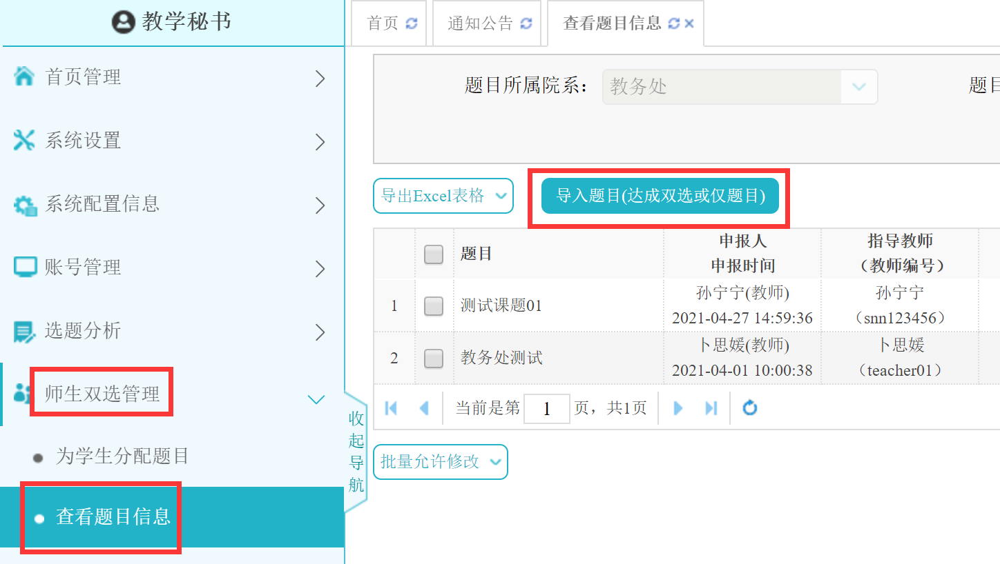 教学秘书
首页管理
系统设置
系统配置信息
账号管理
选题分析
师生双选管理
为学生分配题目
查看题目信息
收起导航
首页
通知公告
查看题目信息
题目所属院系：
教务处
题目
导出Excel表格
导入题目(达成双选或仅题目)
题目
申报人
申报时间
指导教师
（教师编号）
1
测试课题01
孙宁宁(教师)
2021-04-27 14:59:36
孙宁宁
（snn123456）
2
教务处测试
卜思媛(教师)
2021-04-01 10:00:38
卜思媛
（teacher01）
当前是第 1 页，共1页
批量允许修改